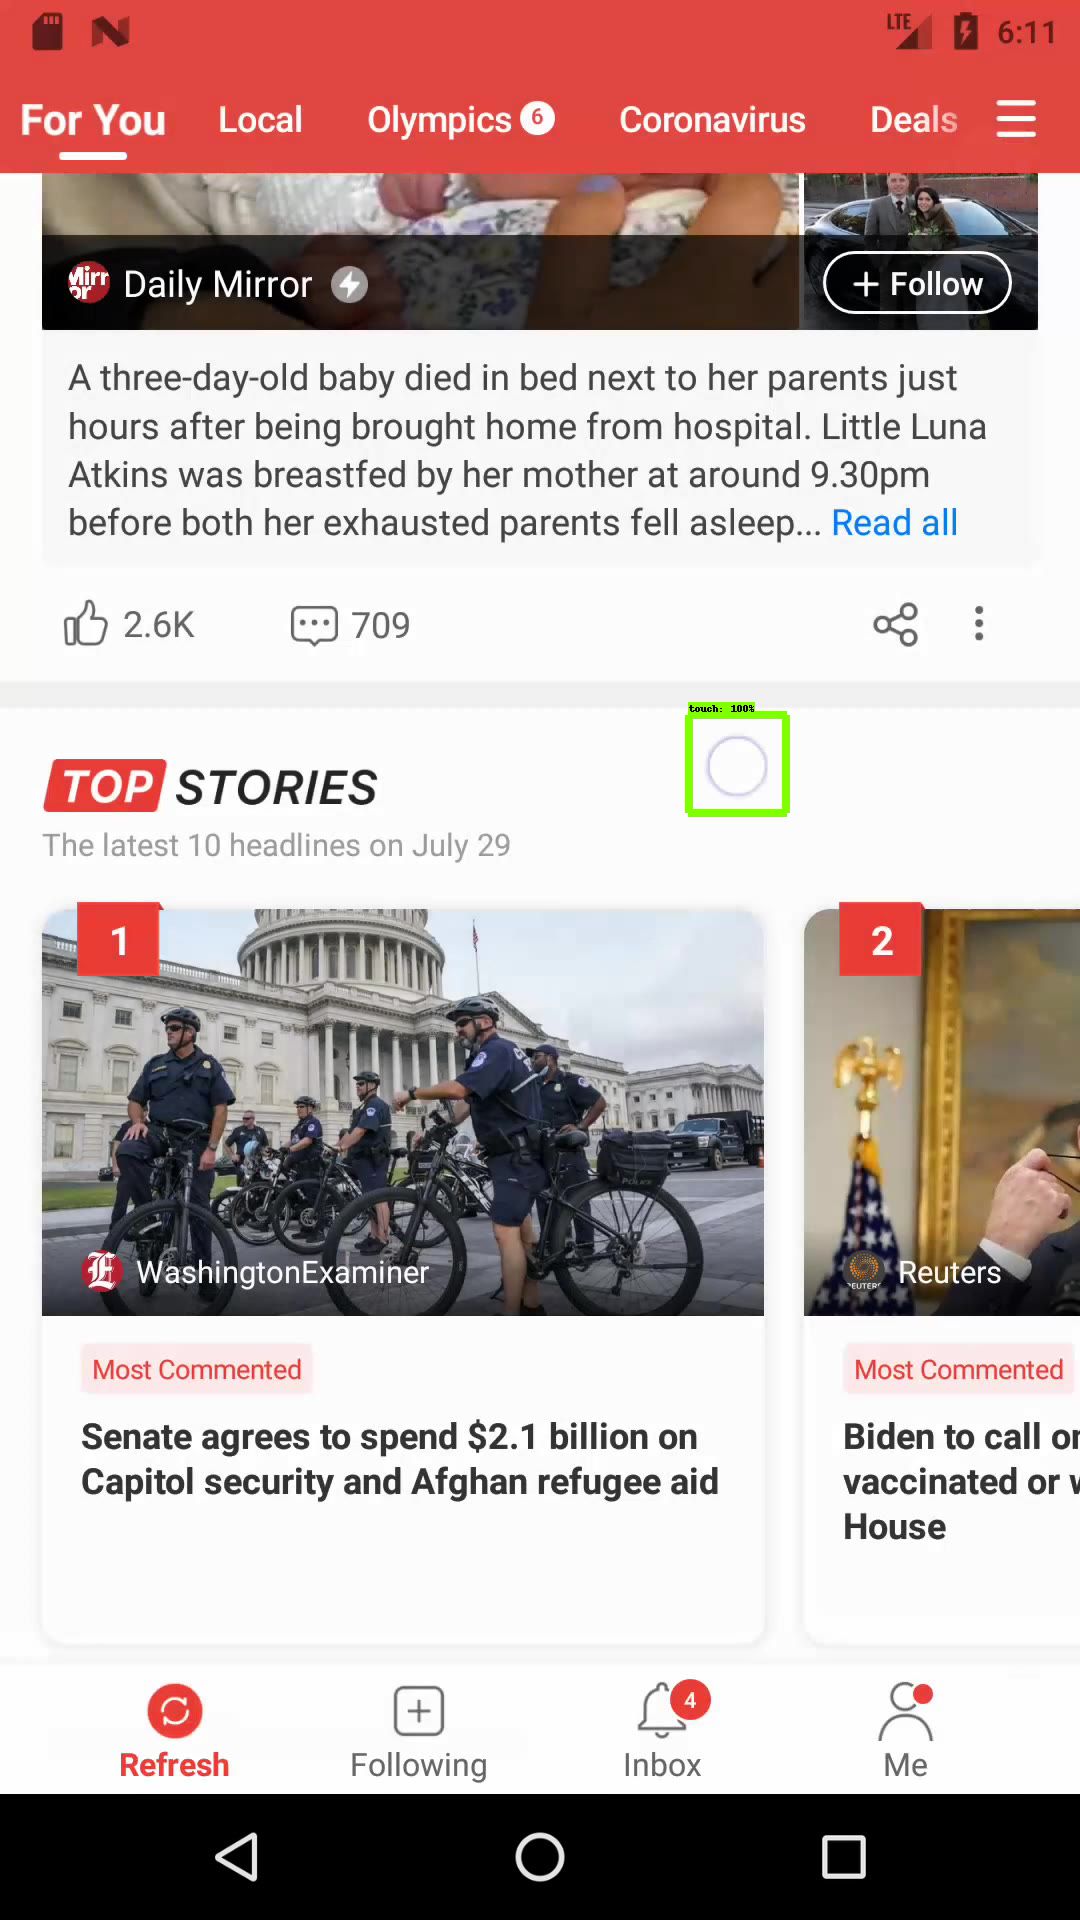 LTE 6:11
For You Local Olympics 6 Coronavirus Deals
Mirror
Daily Mirror
+ Follow
A three-day-old baby died in bed next to her parents just
hours after being brought home from hospital. Little Luna
Atkins was breastfed by her mother at around 9.30pm
before both her exhausted parents fell asleep... Read all
2.6K 709
touch: 100%
TOP STORIES
The latest 10 headlines on July 29
1
2
POLICE
E WashingtonExaminer
REUTERS Reuters
Most Commented
Most Commented
Senate agrees to spend $2.1 billion on
Capitol security and Afghan refugee aid
Biden to call or
vaccinated or w
House
4
Refresh Following Inbox Me